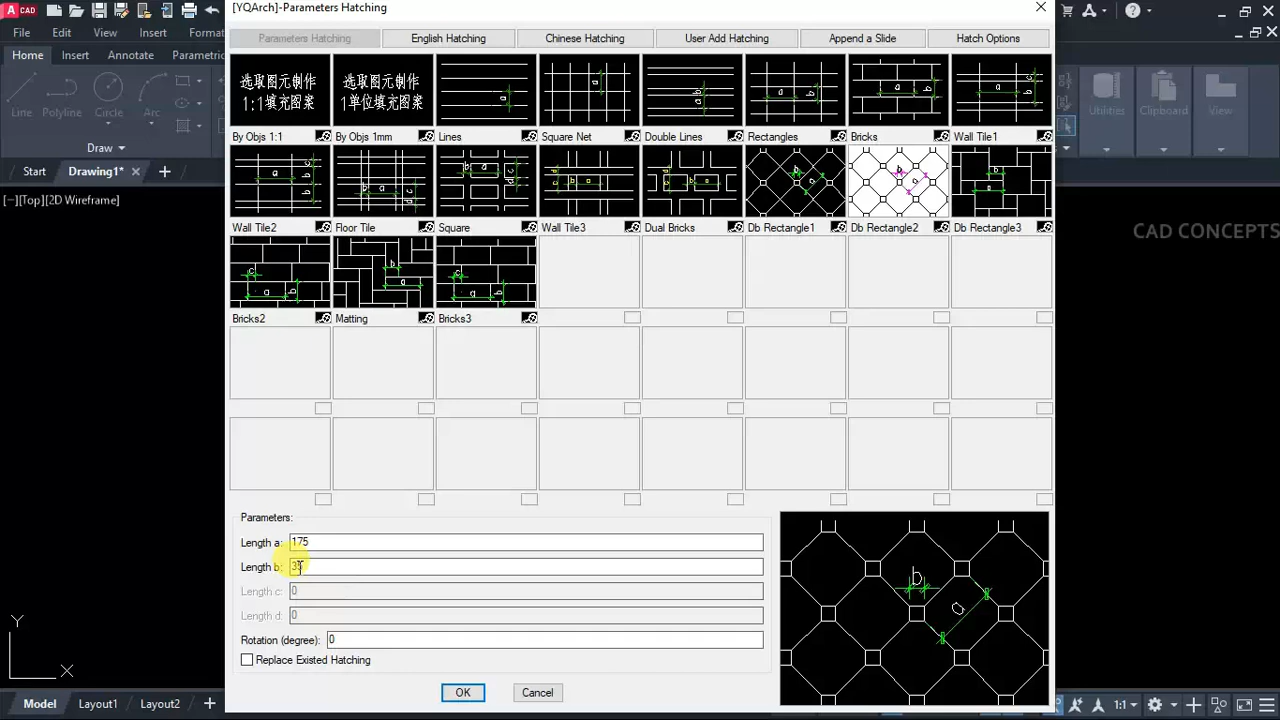 [YQArch]-Parameters Hatching
A CAD
File Edit View Insert Format
Home Insert Annotate Parametric
Line Polyline Circle Arc
Utilities Clipboard View
Draw
Parameters Hatching English Hatching Chinese Hatching User Add Hatching Append a Slide Hatch Options
选取图元制作 选取图元制作
1:1填充图案 1单位填充图案
By Objs 1:1 By Objs 1mm Lines Square Net Double Lines Rectangles Bricks Wall Tile1
Start Drawing1*
[−][Top][2D Wireframe]
Wall Tile2 Floor Tile Square Wall Tile3 Dual Bricks Db Rectangle1 Db Rectangle2 Db Rectangle3
CAD CONCEPTS
Bricks2 Matting Bricks3
Parameters:
Length a: 175
Length b:
Length c: 0
Length d: 0
Rotation (degree): 0
Replace Existed Hatching
OK Cancel
b
a
Y
X
Model Layout1 Layout2 1:1